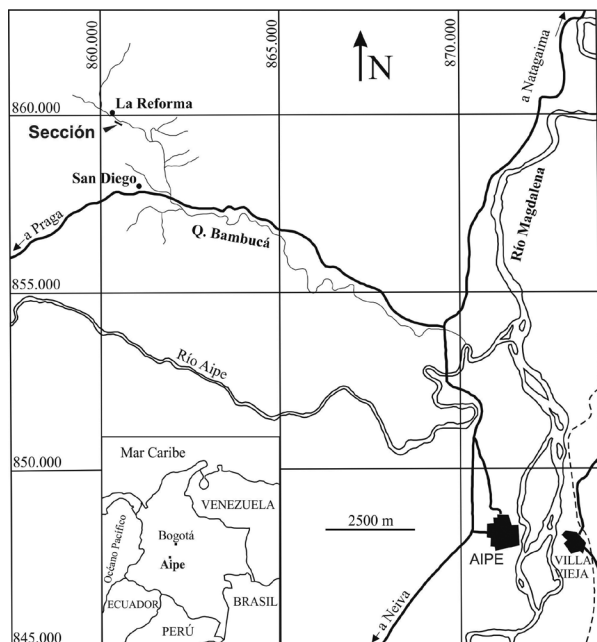 860.000
865.000
870.000
a Natagaima
N
860.000
La Reforma
Sección
San Diego
a Praga
Q. Bambucá
Río Magdalena
855.000
Río Aipe
850.000
Mar Caribe
VENEZUELA
Océano Pacífico
Bogotá
Aipe
2500 m
AIPE
VILLA
VIEJA
ECUADOR
BRASIL
PERÚ
a Neiva
845.000